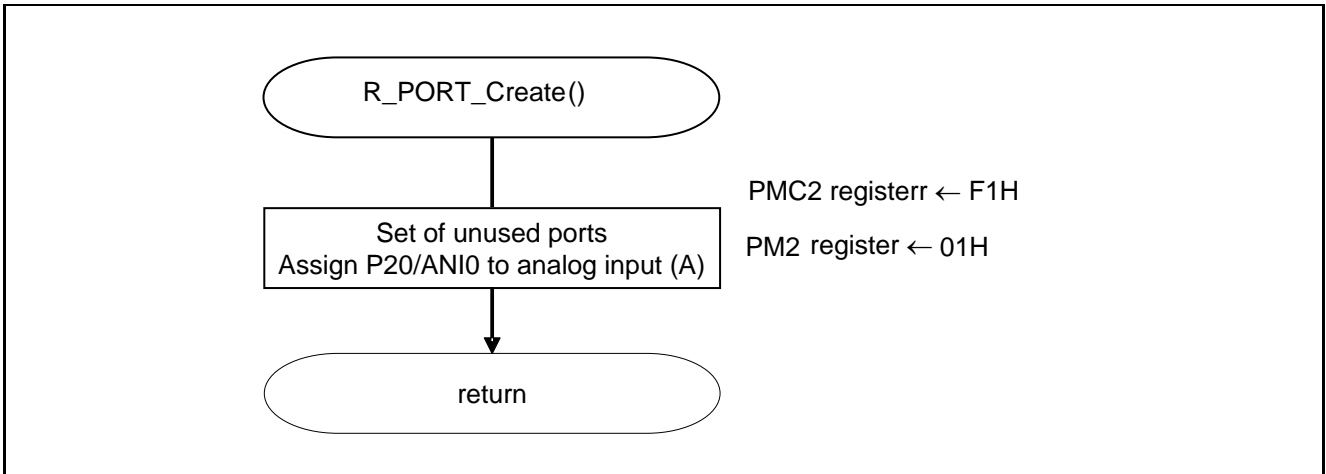 R_PORT_Create()
PMC2 registerr ← F1H
Set of unused ports
PM2 register ← 01H
Assign P20/ANI0 to analog input (A)
return